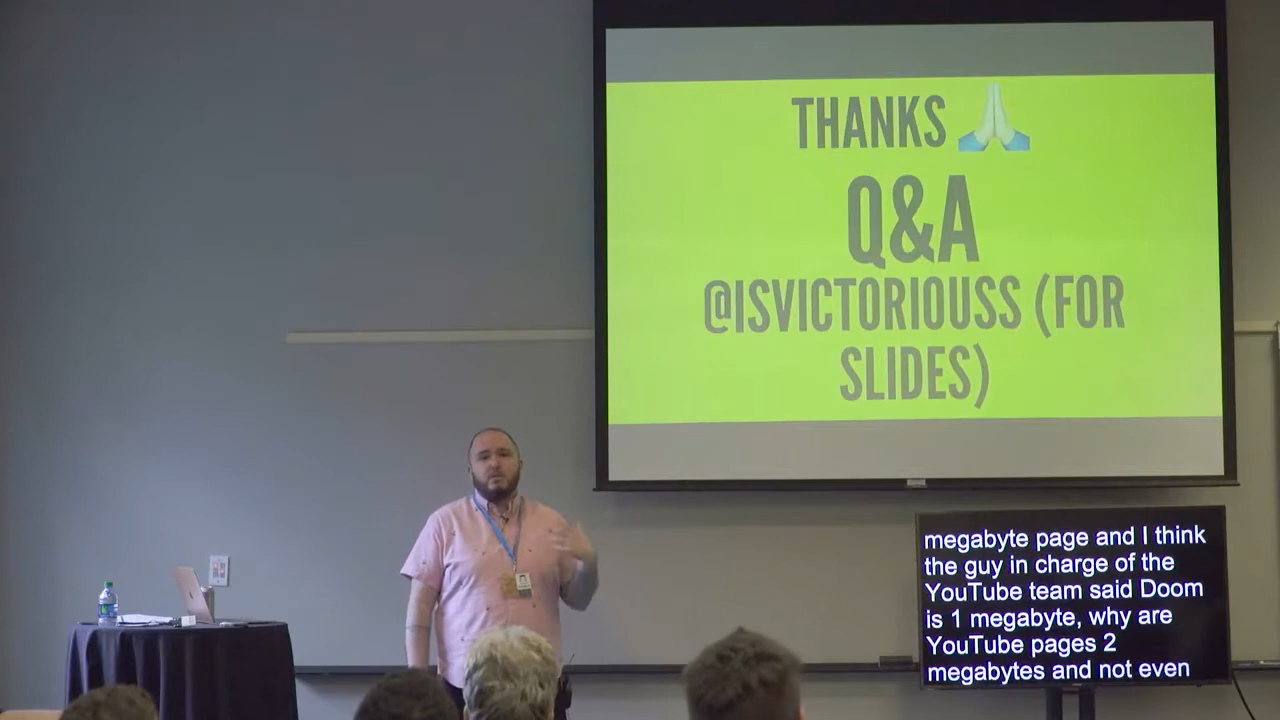 THANKS 🙏
Q&A
@ISVICTORIOUSS (FOR
SLIDES)
megabyte page and I think
the guy in charge of the
YouTube team said Doom
is 1 megabyte, why are
YouTube pages 2
megabytes and not even